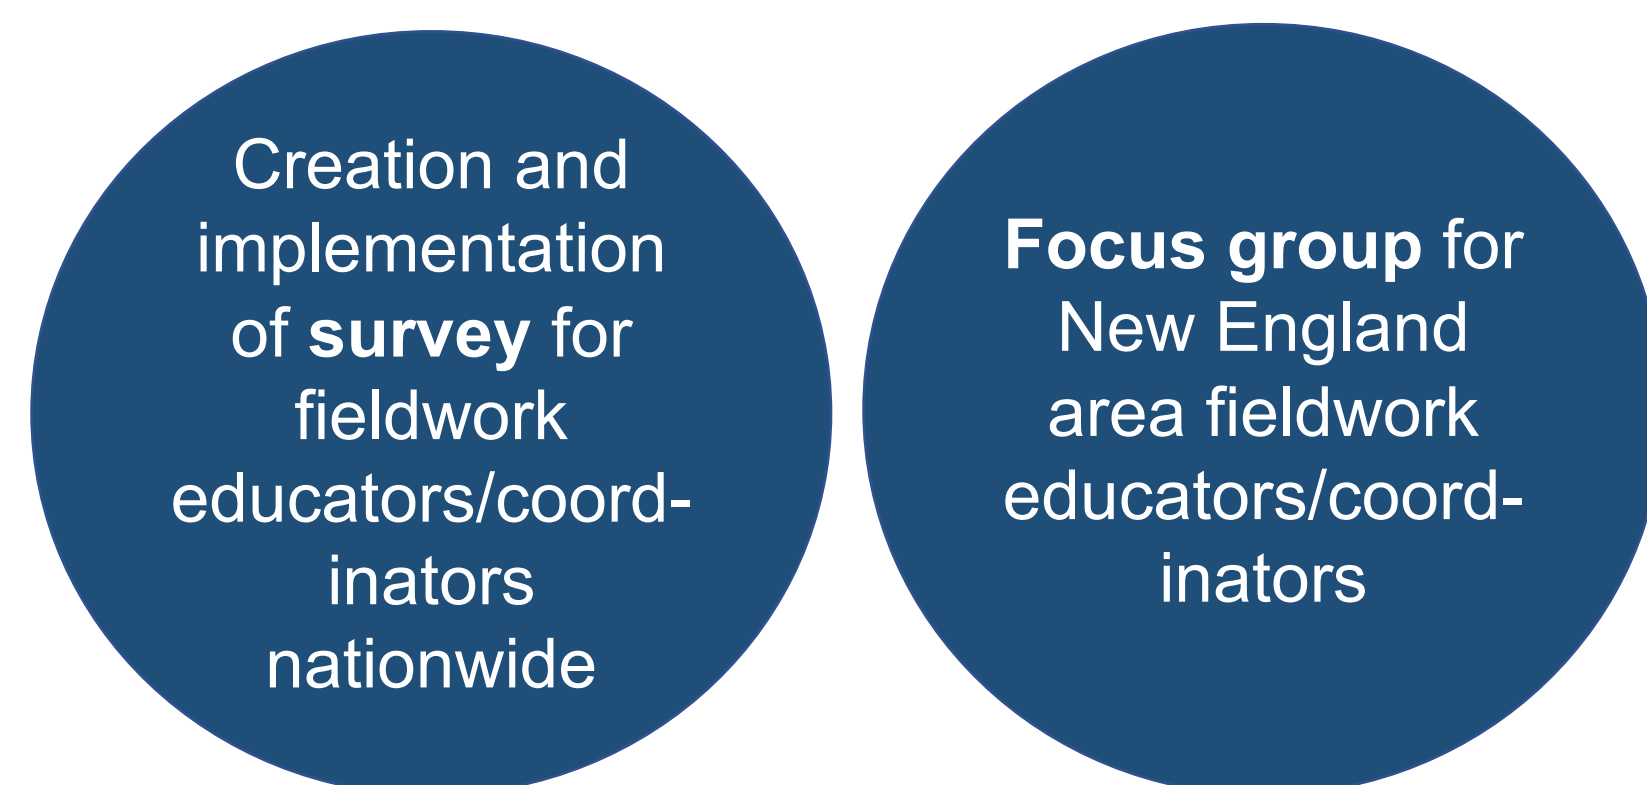 Creation and
implementation
of survey for
fieldwork
educators/coord-
inators
nationwide
Focus group for
New England
area fieldwork
educators/coord-
inators